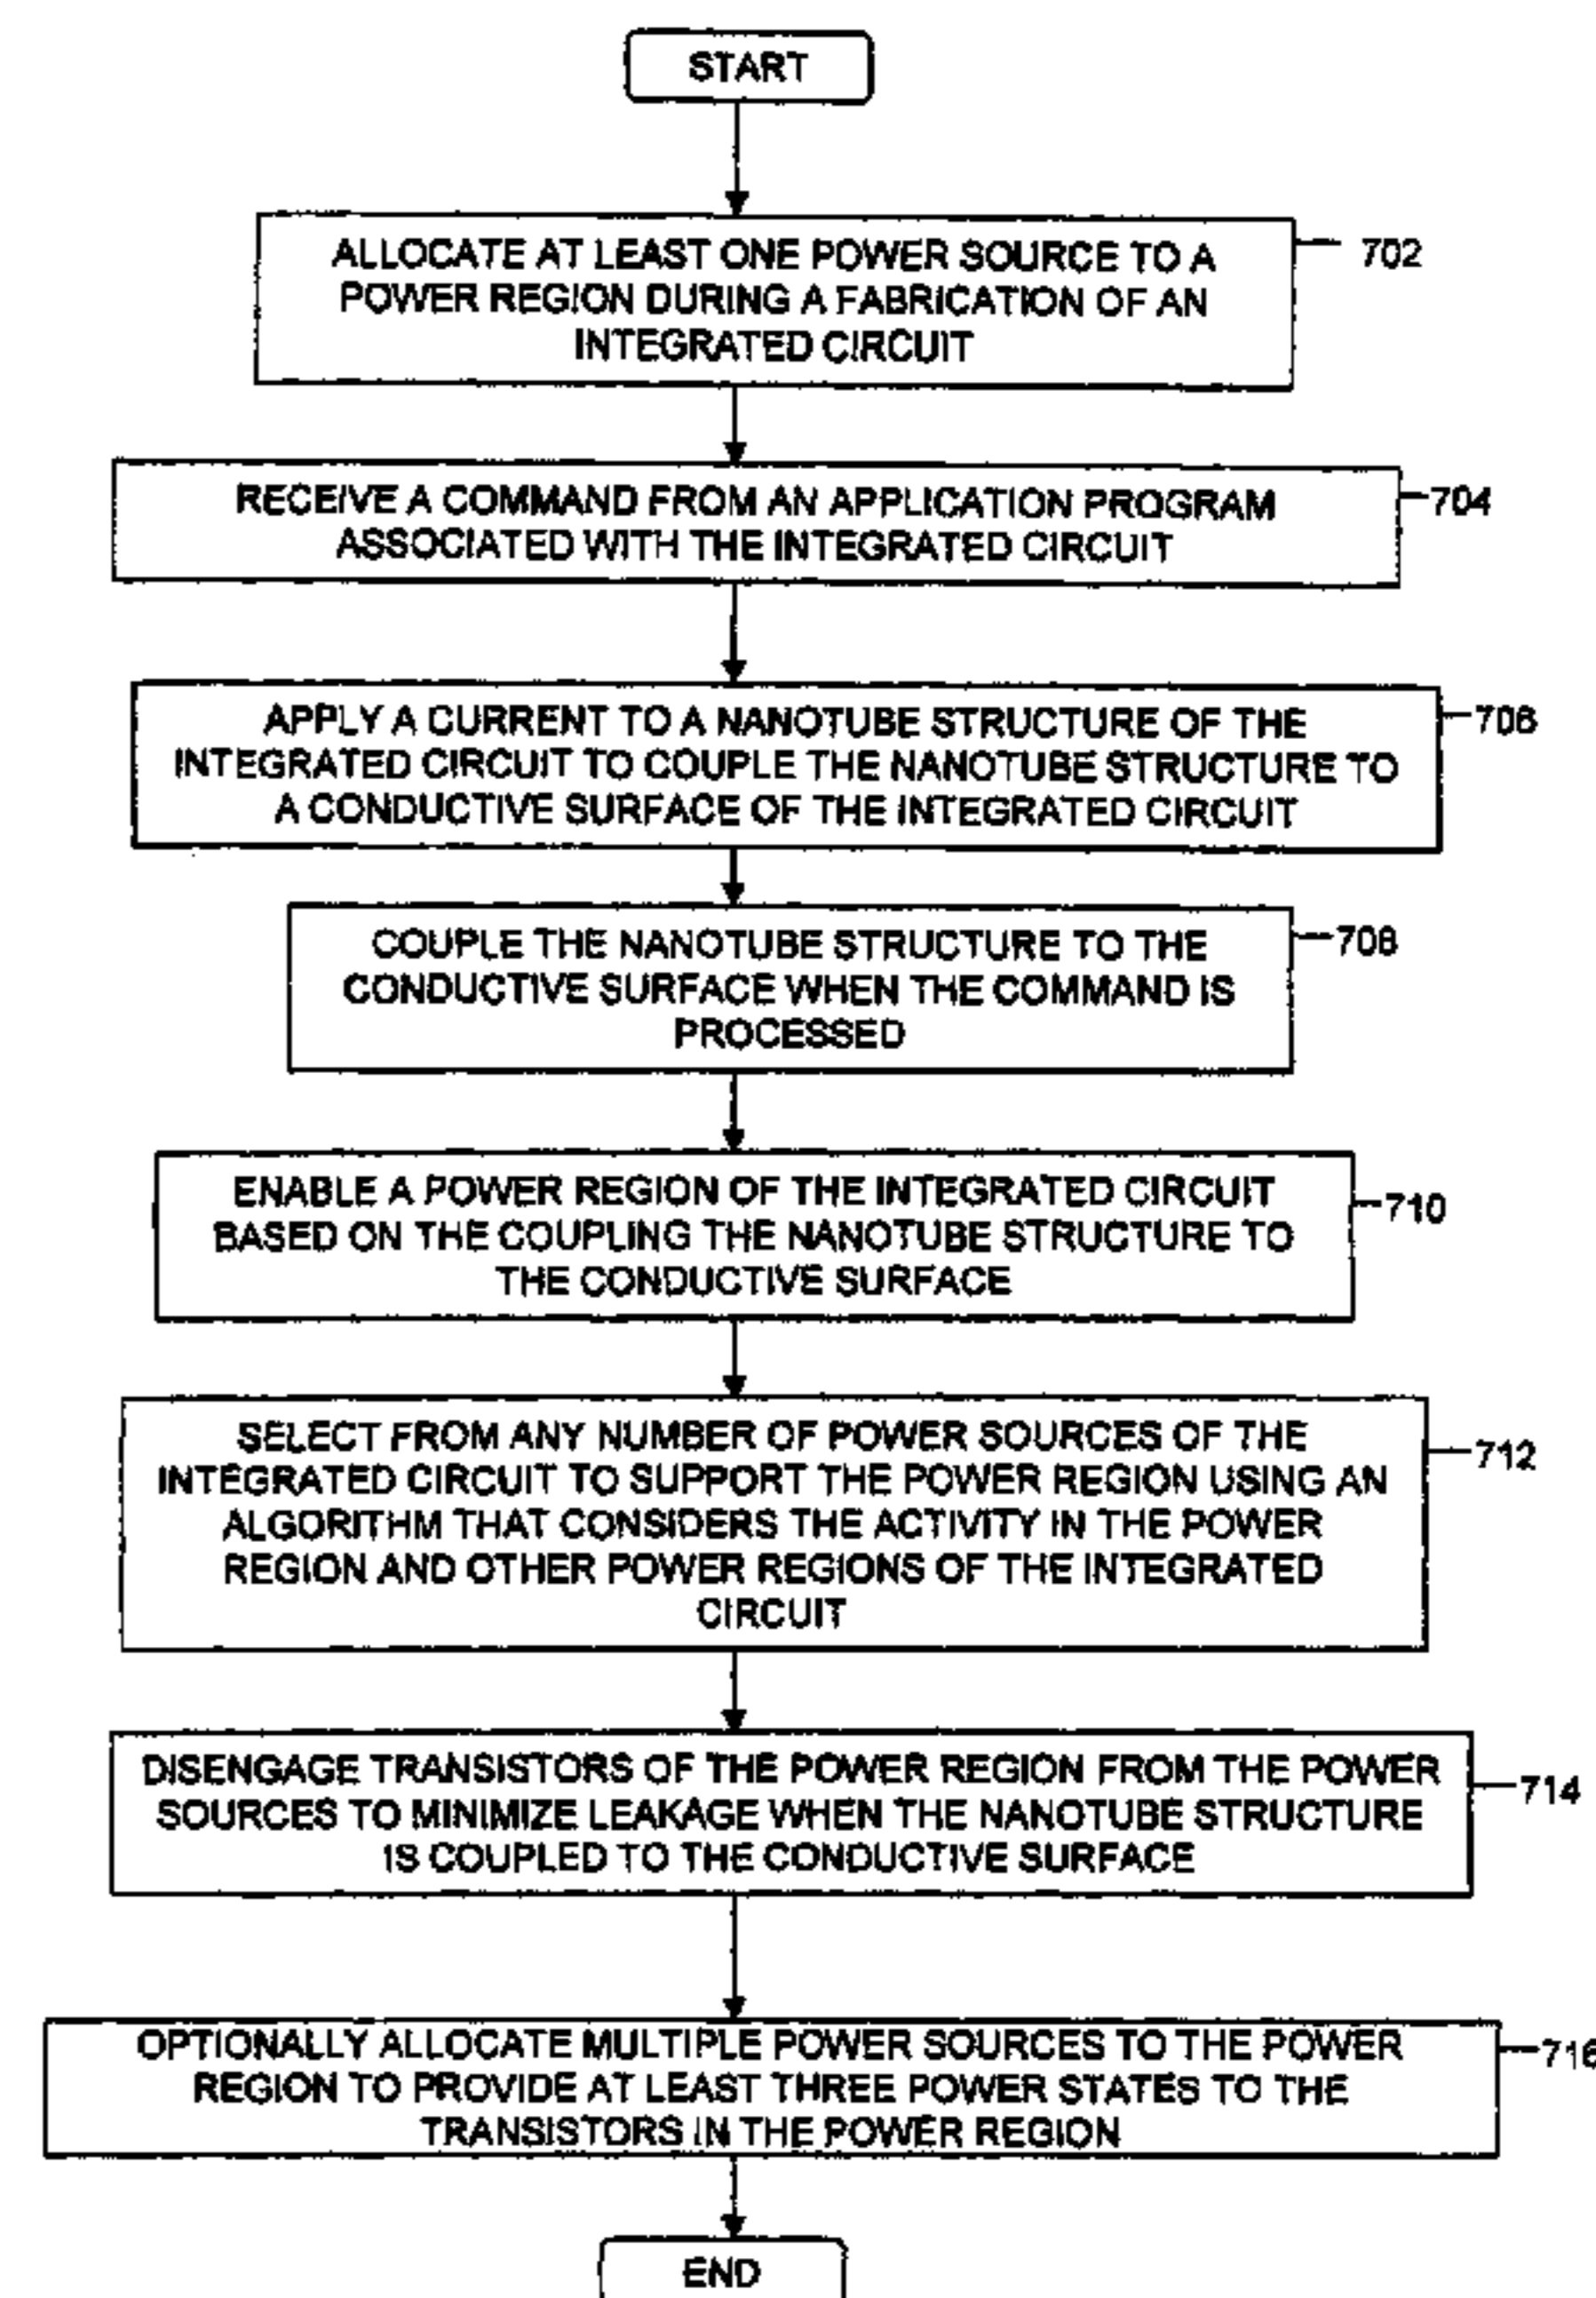 START
ALLOCATE AT LEAST ONE POWER SOURCE TO A
POWER REGION DURING A FABRICATION OF AN
INTEGRATED CIRCUIT
702
RECEIVE A COMMAND FROM AN APPLICATION PROGRAM
ASSOCIATED WITH THE INTEGRATED CIRCUIT
704
APPLY A CURRENT TO A NANOTUBE STRUCTURE OF THE
INTEGRATED CIRCUIT TO COUPLE THE NANOTUBE STRUCTURE TO
A CONDUCTIVE SURFACE OF THE INTEGRATED CIRCUIT
706
COUPLE THE NANOTUBE STRUCTURE TO THE
CONDUCTIVE SURFACE WHEN THE COMMAND IS
PROCESSED
708
ENABLE A POWER REGION OF THE INTEGRATED CIRCUIT
BASED ON THE COUPLING THE NANOTUBE STRUCTURE TO
THE CONDUCTIVE SURFACE
710
SELECT FROM ANY NUMBER OF POWER SOURCES OF THE
INTEGRATED CIRCUIT TO SUPPORT THE POWER REGION USING AN
ALGORITHM THAT CONSIDERS THE ACTIVITY IN THE POWER
REGION AND OTHER POWER REGIONS OF THE INTEGRATED
CIRCUIT
712
DISENGAGE TRANSISTORS OF THE POWER REGION FROM THE POWER
SOURCES TO MINIMIZE LEAKAGE WHEN THE NANOTUBE STRUCTURE
IS COUPLED TO THE CONDUCTIVE SURFACE
714
OPTIONALLY ALLOCATE MULTIPLE POWER SOURCES TO THE POWER
REGION TO PROVIDE AT LEAST THREE POWER STATES TO THE
TRANSISTORS IN THE POWER REGION
716
END